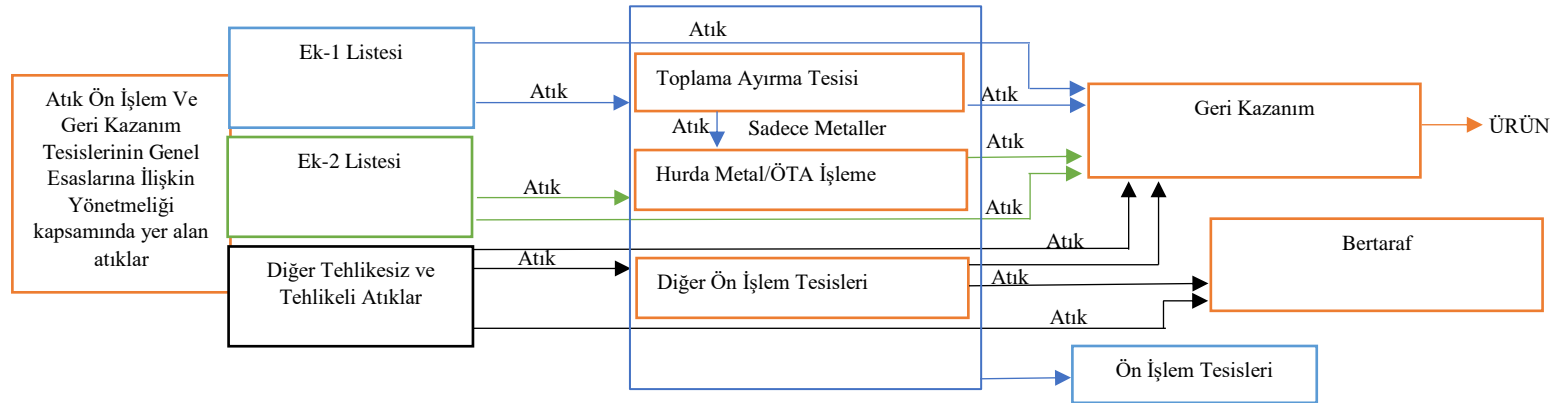 Atık Ön İşlem Ve
Geri Kazanım
Tesislerinin Genel
Esaslarına İlişkin
Yönetmeliği
kapsamında yer alan
atıklar
Ek-1 Listesi
Ek-2 Listesi
Diğer Tehlikesiz ve
Tehlikeli Atıklar
Atık
Atık
Atık
Atık
Toplama Ayırma Tesisi
Atık
Sadece Metaller
Hurda Metal/ÖTA İşleme
Diğer Ön İşlem Tesisleri
Atık
Atık
Atık
Atık
Atık
Geri Kazanım
ÜRÜN
Bertaraf
Ön İşlem Tesisleri